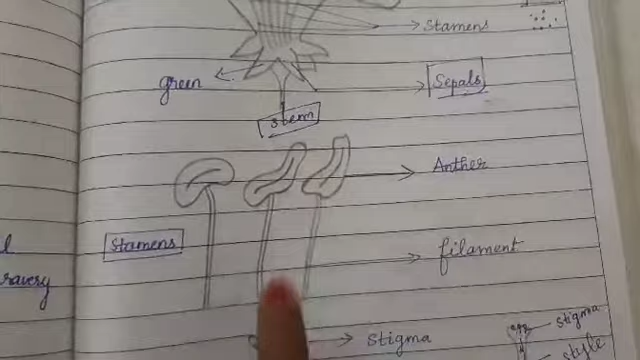 Stamens
green
Sepals
stem
Anther
Stamens
filament
stigma
stigma
style